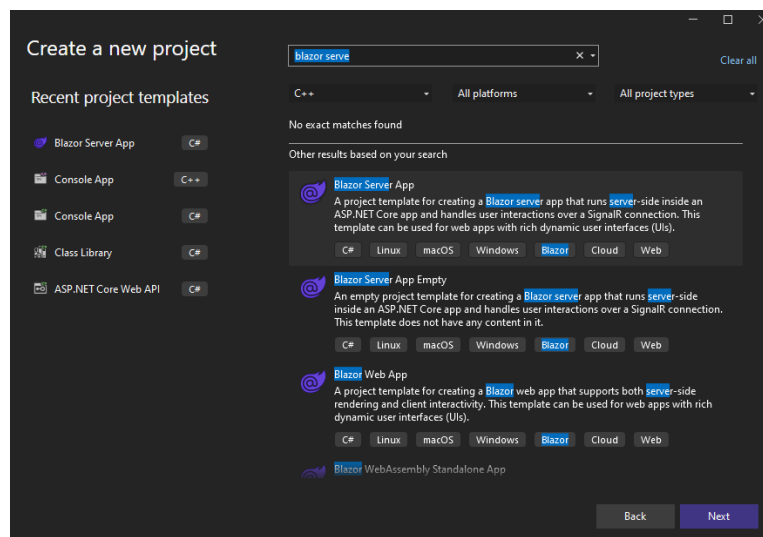 Create a new project
blazor serve
Clear all
Recent project templates
C++
All platforms
All project types
No exact matches found
Other results based on your search
Blazor Server App C#
Console App C++
Console App C#
Class Library C#
ASP.NET Core Web API C#
Blazor Server App
A project template for creating a Blazor server app that runs server-side inside an
ASP.NET Core app and handles user interactions over a SignalR connection. This
template can be used for web apps with rich dynamic user interfaces (UIs).
C# Linux macOS Windows Blazor Cloud Web
Blazor Server App Empty
An empty project template for creating a Blazor server app that runs server-side
inside an ASP.NET Core app and handles user interactions over a SignalR connection.
This template does not have any content in it.
C# Linux macOS Windows Blazor Cloud Web
Blazor Web App
A project template for creating a Blazor web app that supports both server-side
rendering and client interactivity. This template can be used for web apps with rich
dynamic user interfaces (UIs).
C# Linux macOS Windows Blazor Cloud Web
Blazor WebAssembly Standalone App
Back
Next